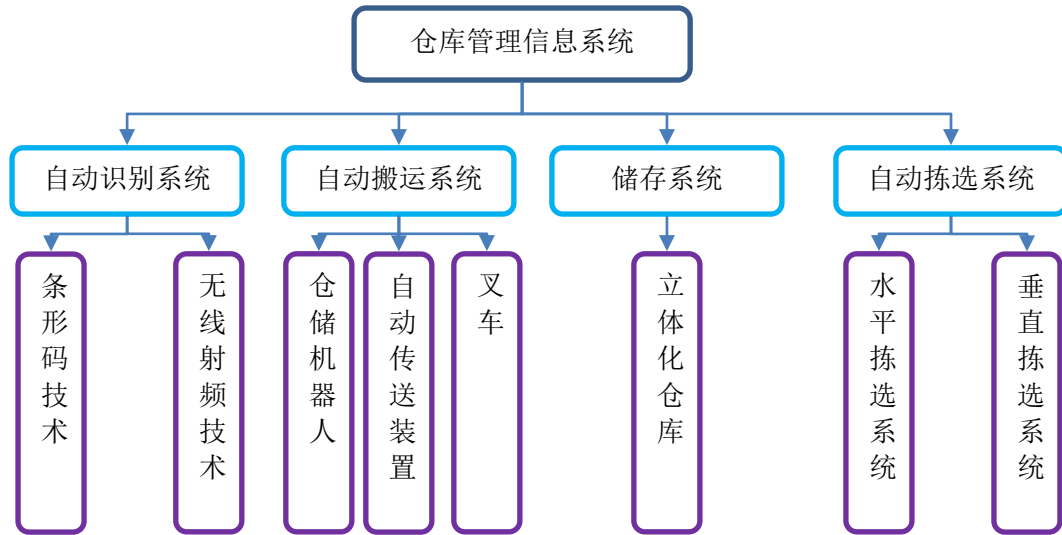 仓库管理信息系统
自动识别系统
自动搬运系统
储存系统
自动拣选系统
条形码技术
无线射频技术
仓储机器人
自动传送装置
叉车
立体化仓库
水平拣选系统
垂直拣选系统